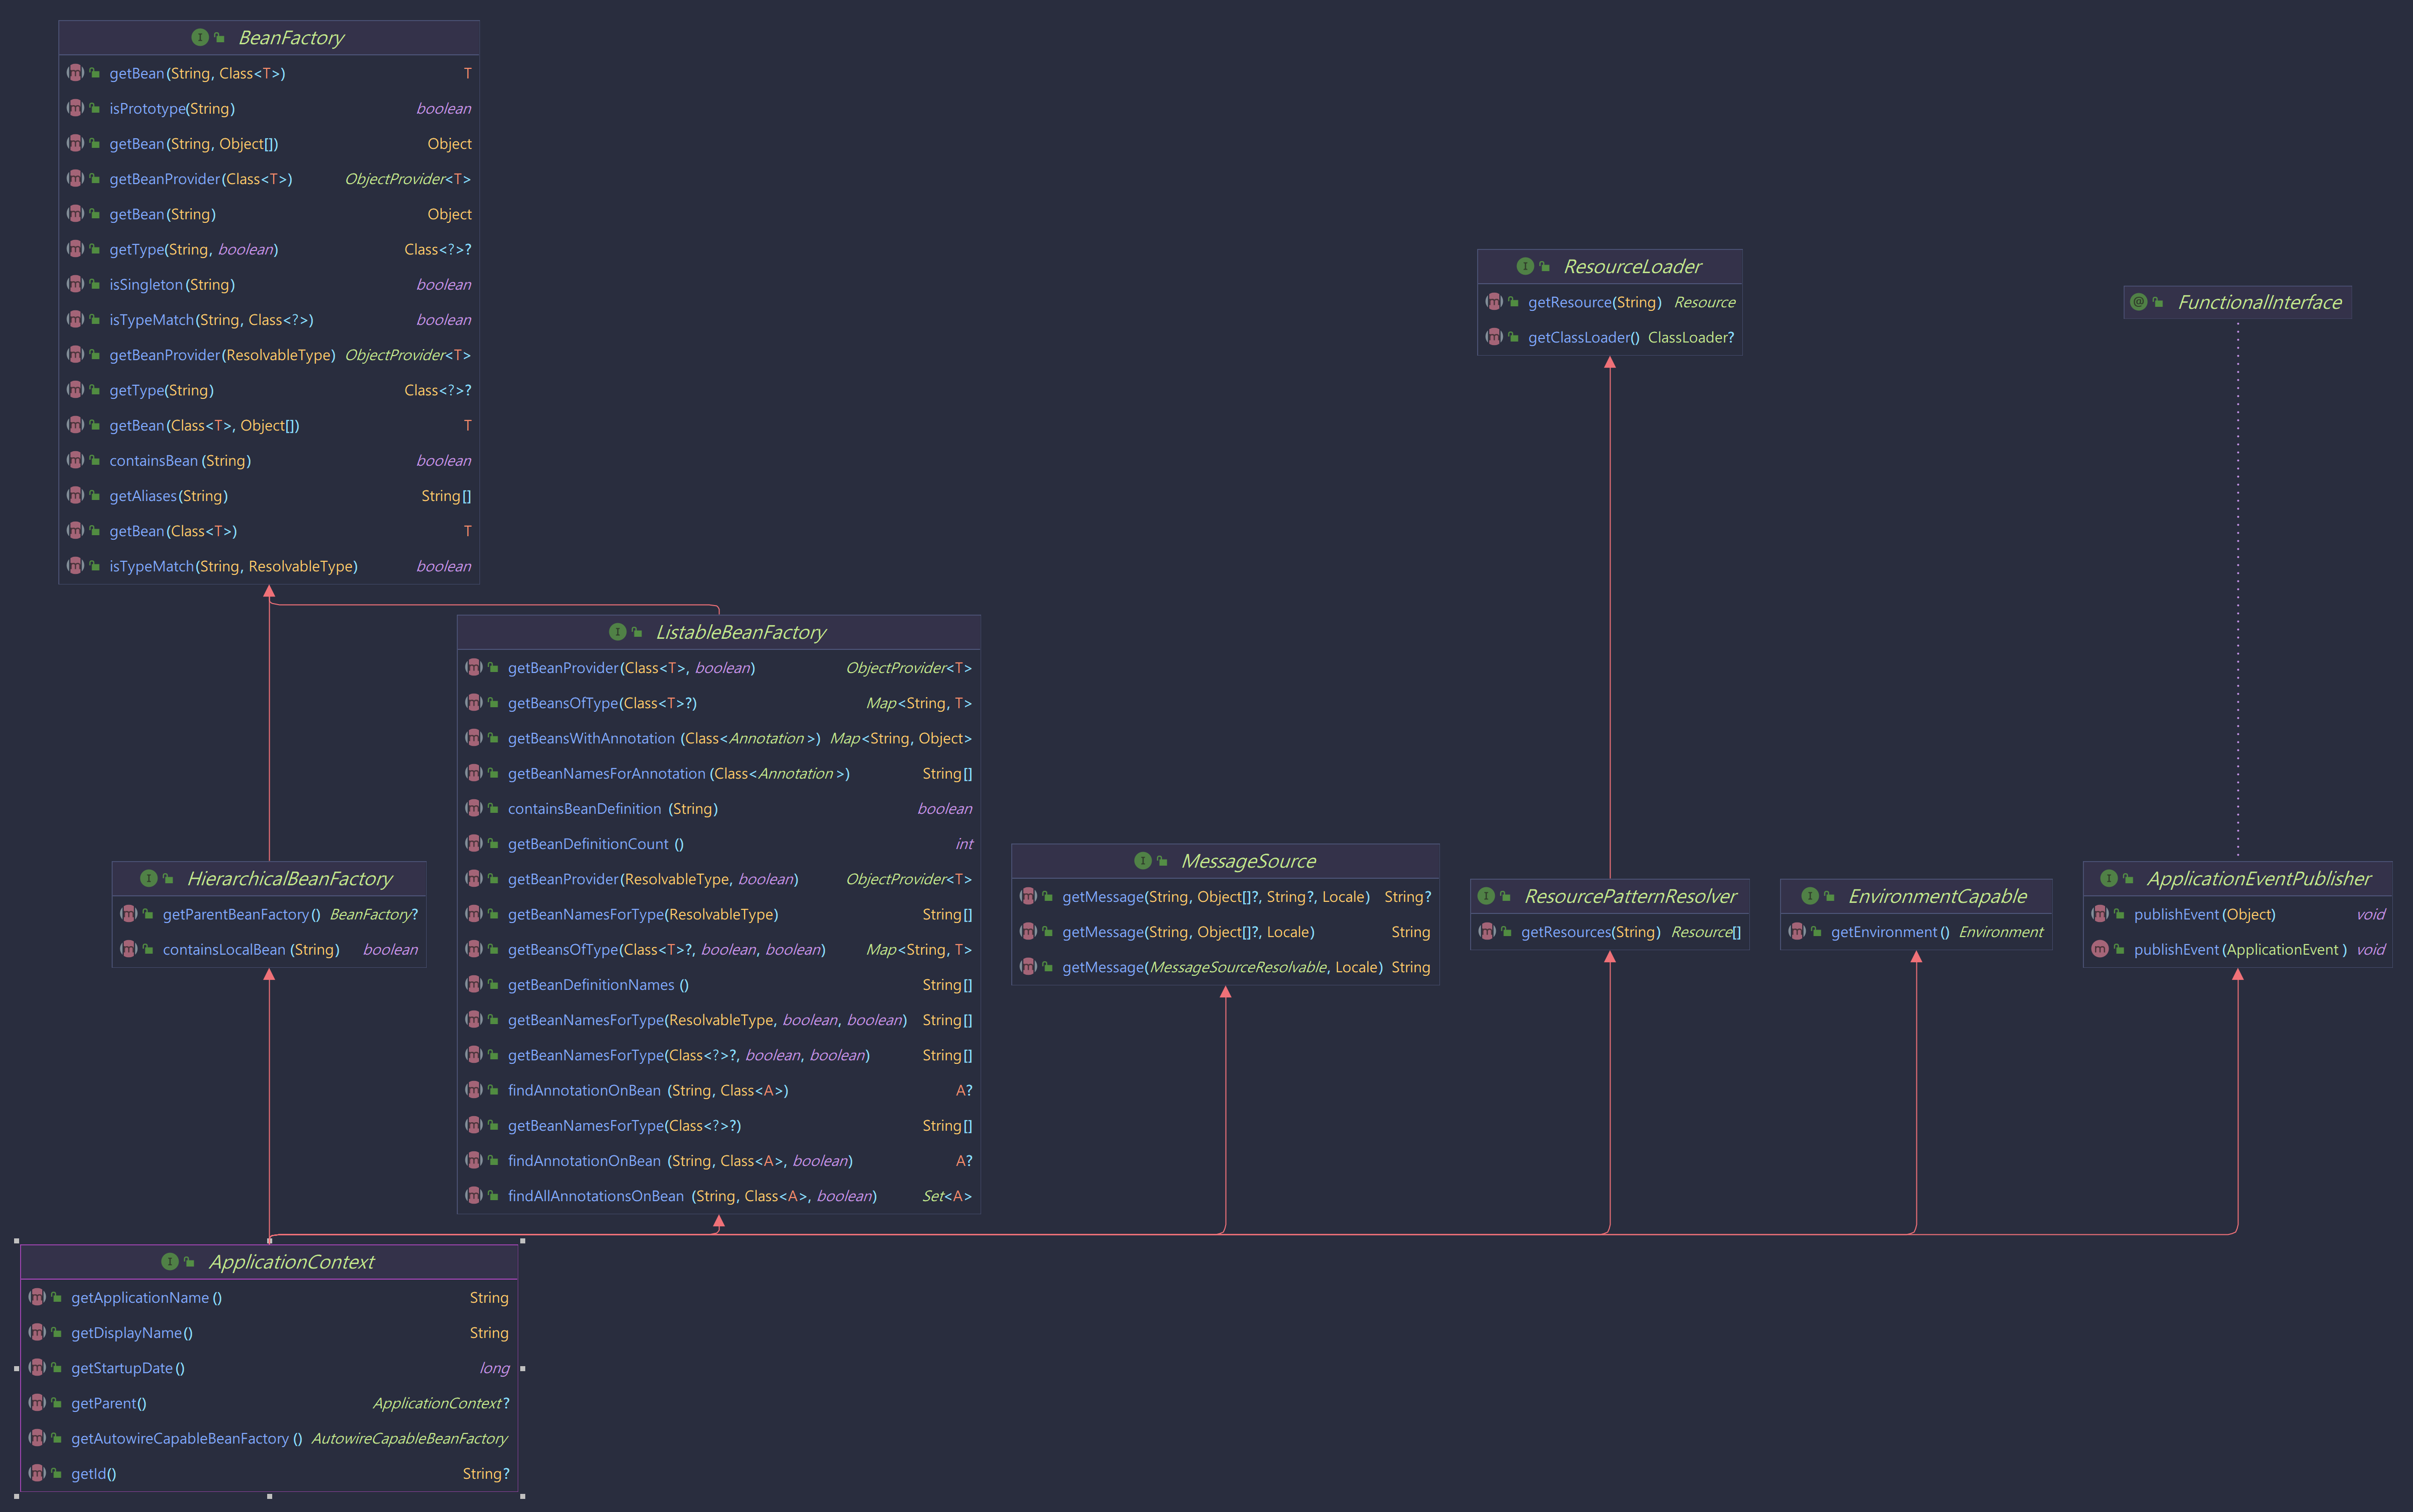 BeanFactory
getBean(String, Class<T>) T
isPrototype(String) boolean
getBean(String, Object[]) Object
getBeanProvider(Class<T>) ObjectProvider<T>
getBean(String) Object
getType(String, boolean) Class<?>?
isSingleton(String) boolean
isTypeMatch(String, Class<?>) boolean
getBeanProvider(ResolvableType) ObjectProvider<T>
getType(String) Class<?>?
getBean(Class<T>, Object[]) T
containsBean(String) boolean
getAliases(String) String[]
getBean(Class<T>) T
isTypeMatch(String, ResolvableType) boolean
ResourceLoader
getResource(String) Resource
getClassLoader() ClassLoader?
FunctionalInterface
ListableBeanFactory
getBeanProvider(Class<T>, boolean) ObjectProvider<T>
getBeansOfType(Class<T>?) Map<String, T>
getBeansWithAnnotation (Class<Annotation>) Map<String, Object>
getBeanNamesForAnnotation (Class<Annotation>) String[]
containsBeanDefinition (String) boolean
getBeanDefinitionCount () int
getBeanProvider(ResolvableType, boolean) ObjectProvider<T>
getBeanNamesForType(ResolvableType) String[]
getBeansOfType(Class<T>?, boolean, boolean) Map<String, T>
getBeanDefinitionNames () String[]
getBeanNamesForType(ResolvableType, boolean, boolean) String[]
getBeanNamesForType(Class<?>?, boolean, boolean) String[]
findAnnotationOnBean (String, Class<A>) A?
getBeanNamesForType(Class<?>?) String[]
findAnnotationOnBean (String, Class<A>, boolean) A?
findAllAnnotationsOnBean (String, Class<A>, boolean) Set<A>
HierarchicalBeanFactory
getParentBeanFactory() BeanFactory?
containsLocalBean (String) boolean
MessageSource
getMessage(String, Object[]?, String?, Locale) String?
getMessage(String, Object[]?, Locale) String
getMessage(MessageSourceResolvable, Locale) String
ResourcePatternResolver
getResources(String) Resource[]
EnvironmentCapable
getEnvironment() Environment
ApplicationEventPublisher
publishEvent(Object) void
publishEvent(ApplicationEvent) void
ApplicationContext
getApplicationName() String
getDisplayName() String
getStartupDate() long
getParent() ApplicationContext?
getAutowireCapableBeanFactory () AutowireCapableBeanFactory
getId() String?